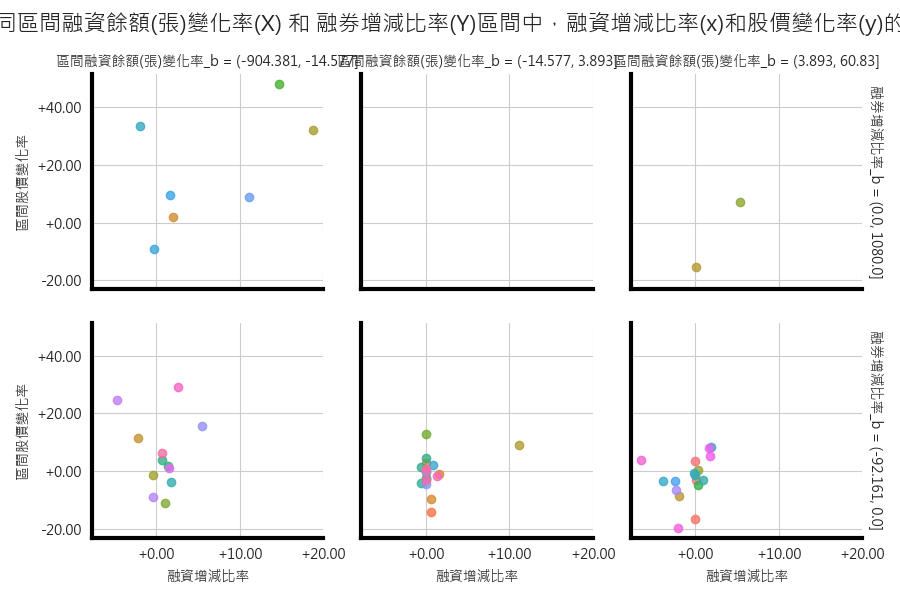 同區間融資餘額(張)變化率(X) 和 融券增減比率(Y)區間中，融資增減比率(x)和股價變化率(y)的
區間融資餘額(張)變化率_b = (-904.381, -14.577]
區間融資餘額(張)變化率_b = (-14.577, 3.893]
區間融資餘額(張)變化率_b = (3.893, 60.83]
區間股價變化率
+40.00
+20.00
+0.00
-20.00
融券增減比率_b = (0.0, 1080.0]
區間股價變化率
+40.00
+20.00
+0.00
-20.00
融券增減比率_b = (-92.161, 0.0]
+0.00 +10.00 +20.00
+0.00 +10.00 +20.00
+0.00 +10.00 +20.00
融資增減比率
融資增減比率
融資增減比率